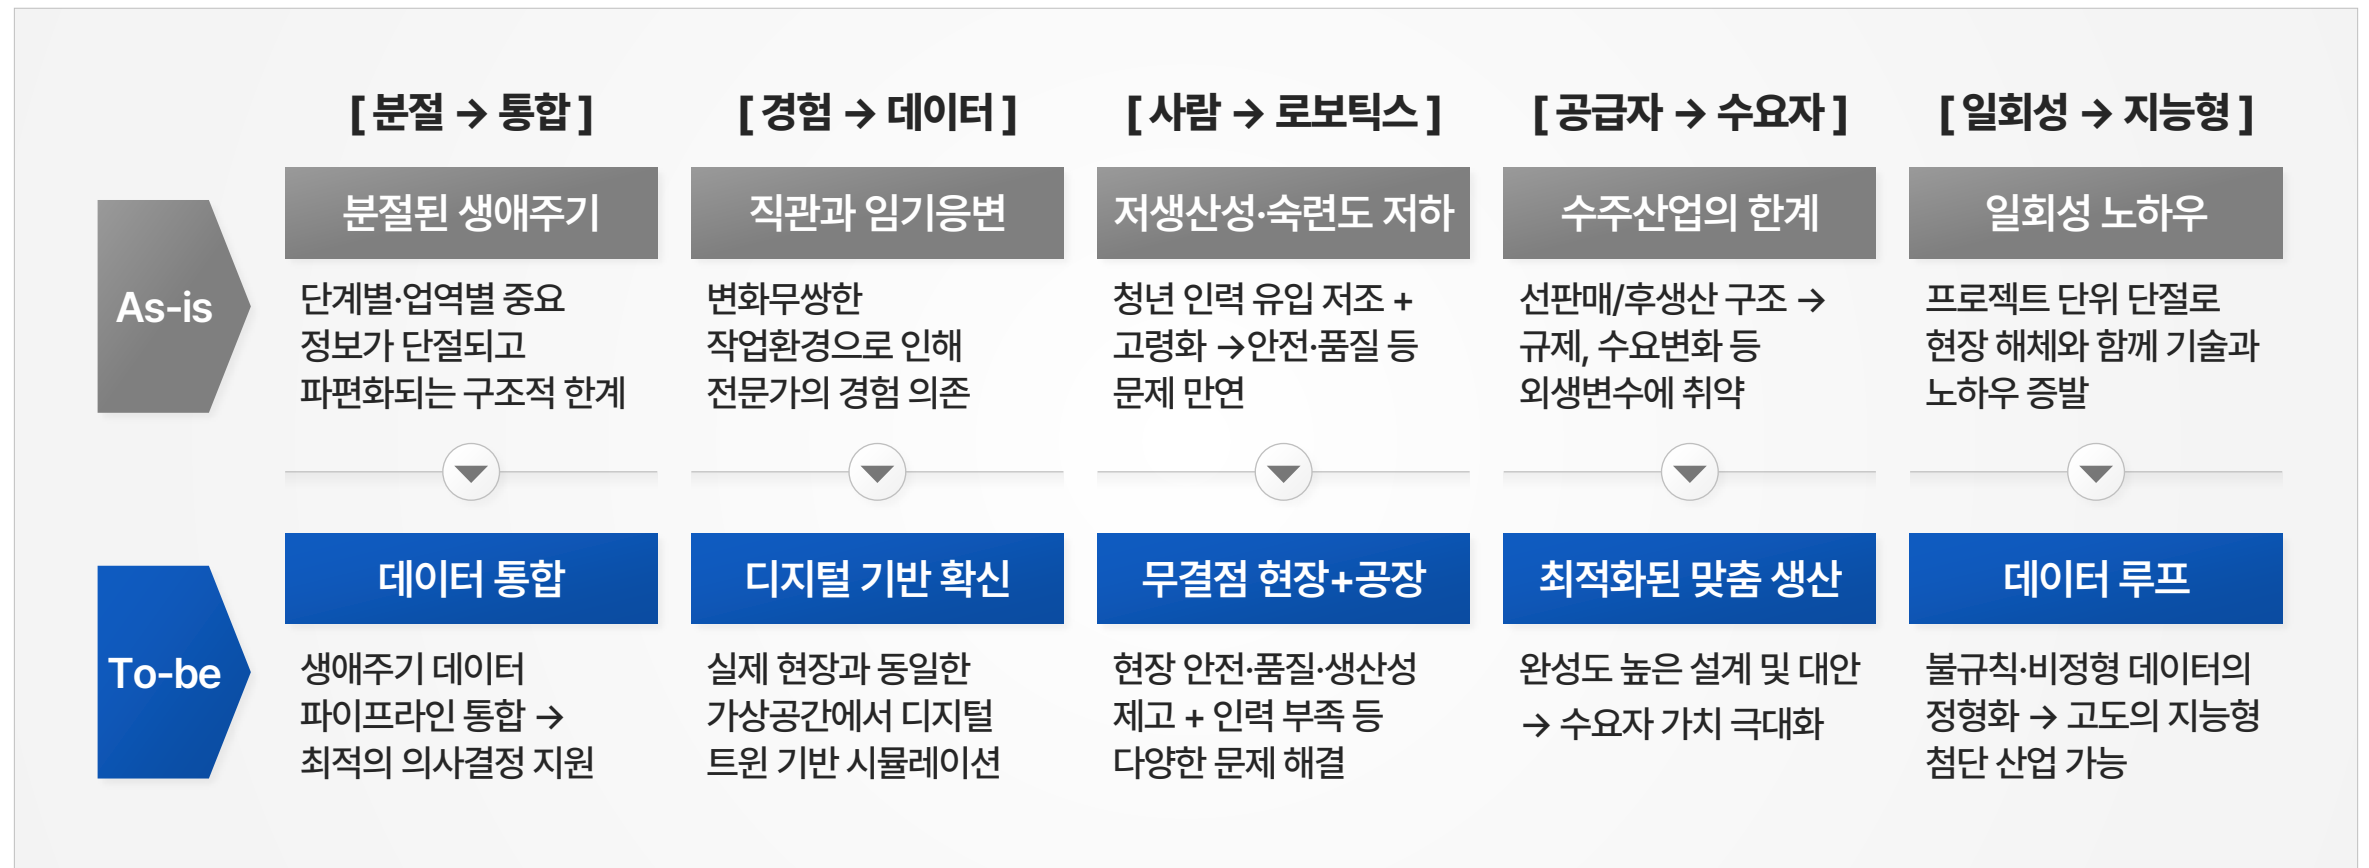 [ 분절 → 통합 ]
[ 경험 → 데이터 ]
[ 사람 → 로보틱스 ]
[ 공급자 → 수요자 ]
[ 일회성 → 지능형 ]
As-is
분절된 생애주기
단계별·업역별 중요
정보가 단절되고
파편화되는 구조적 한계
직관과 임기응변
변화무쌍한
작업환경으로 인해
전문가의 경험 의존
저생산성·숙련도 저하
청년 인력 유입 저조 +
고령화 →안전·품질 등
문제 만연
수주산업의 한계
선판매/후생산 구조 →
규제, 수요변화 등
외생변수에 취약
일회성 노하우
프로젝트 단위 단절로
현장 해체와 함께 기술과
노하우 증발
To-be
데이터 통합
생애주기 데이터
파이프라인 통합 →
최적의 의사결정 지원
디지털 기반 확신
실제 현장과 동일한
가상공간에서 디지털
트윈 기반 시뮬레이션
무결점 현장+공장
현장 안전·품질·생산성
제고 + 인력 부족 등
다양한 문제 해결
최적화된 맞춤 생산
완성도 높은 설계 및 대안
→ 수요자 가치 극대화
데이터 루프
불규칙·비정형 데이터의
정형화 → 고도의 지능형
첨단 산업 가능